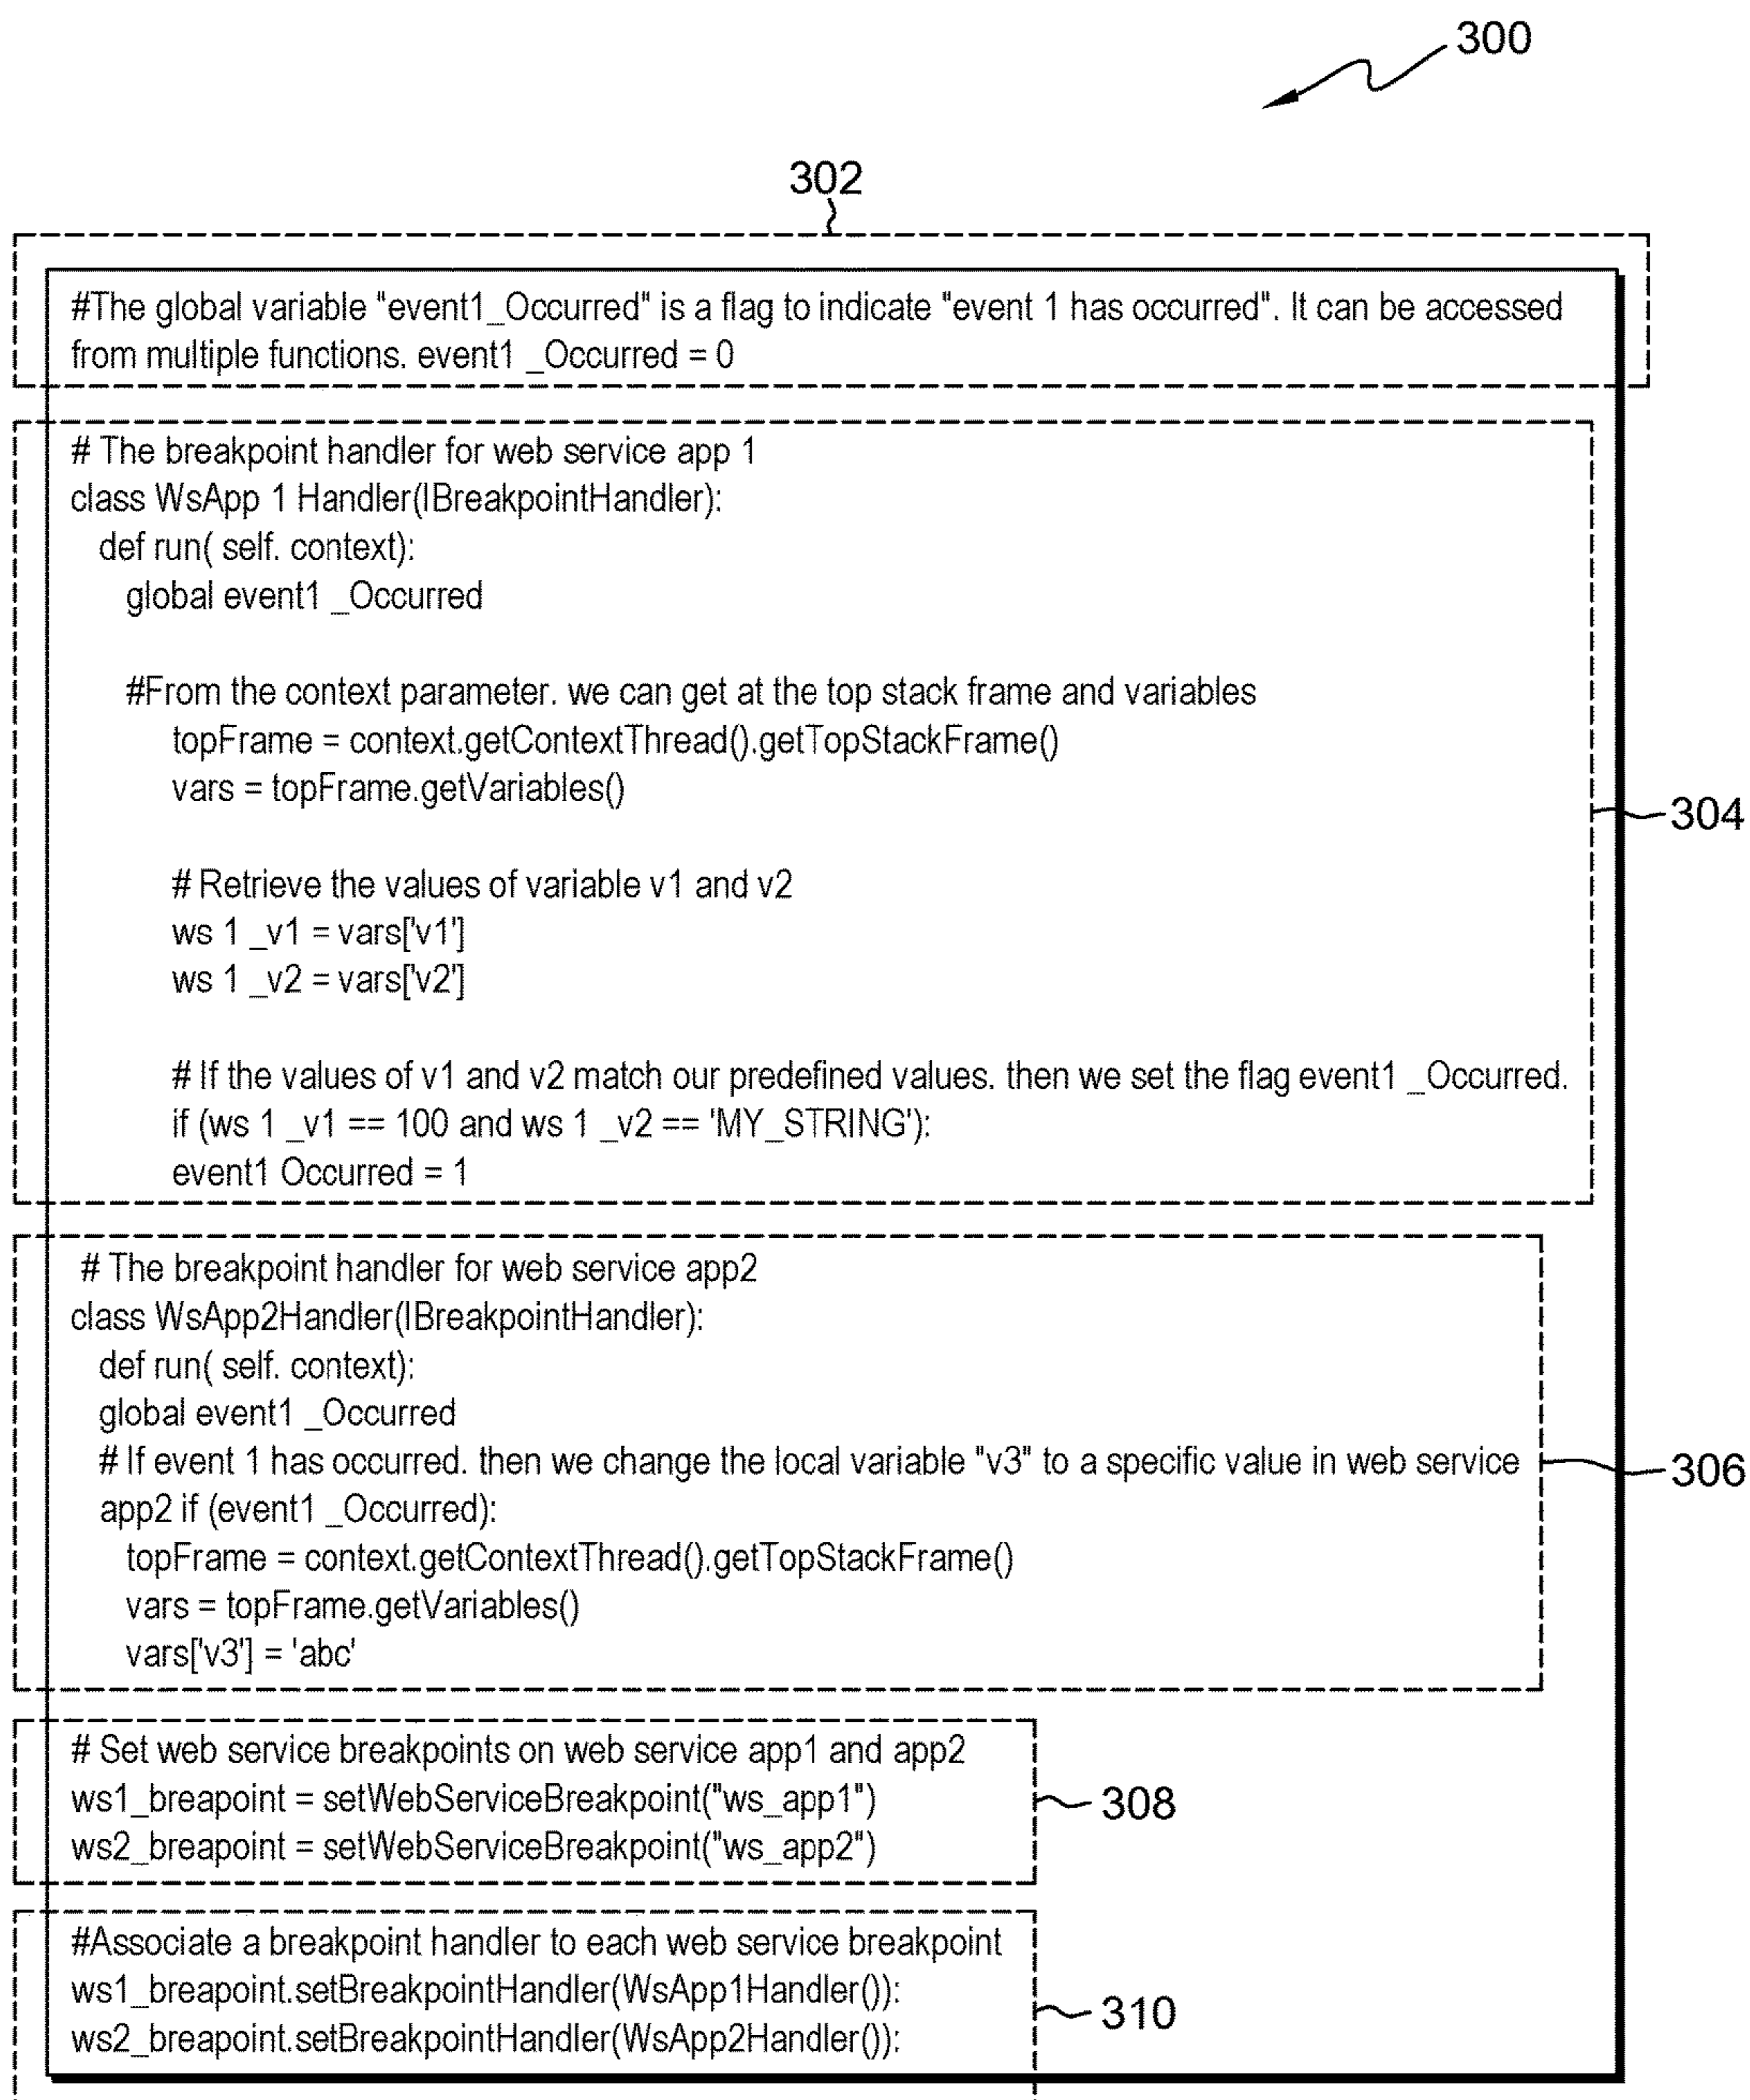 300
302
#The global variable "event1_Occurred" is a flag to indicate "event 1 has occurred". It can be accessed
from multiple functions. event1 _Occurred = 0
# The breakpoint handler for web service app 1
class WsApp 1 Handler(IBreakpointHandler):
def run( self. context):
global event1 _Occurred
#From the context parameter. we can get at the top stack frame and variables
topFrame = context.getContextThread().getTopStackFrame()
vars = topFrame.getVariables()
304
# Retrieve the values of variable v1 and v2
ws 1 _v1 = vars['v1']
ws 1 _v2 = vars['v2']
# If the values of v1 and v2 match our predefined values. then we set the flag event1 _Occurred.
if (ws 1 _v1 == 100 and ws 1 _v2 == 'MY_STRING'):
event1 Occurred = 1
# The breakpoint handler for web service app2
class WsApp2Handler(IBreakpointHandler):
def run( self. context):
global event1 _Occurred
# If event 1 has occurred. then we change the local variable "v3" to a specific value in web service
306
app2 if (event1 _Occurred):
topFrame = context.getContextThread().getTopStackFrame()
vars = topFrame.getVariables()
vars['v3'] = 'abc'
# Set web service breakpoints on web service app1 and app2
ws1_breapoint = setWebServiceBreakpoint("ws_app1")
308
ws2_breapoint = setWebServiceBreakpoint("ws_app2")
#Associate a breakpoint handler to each web service breakpoint
ws1_breapoint.setBreakpointHandler(WsApp1Handler()):
310
ws2_breapoint.setBreakpointHandler(WsApp2Handler()):